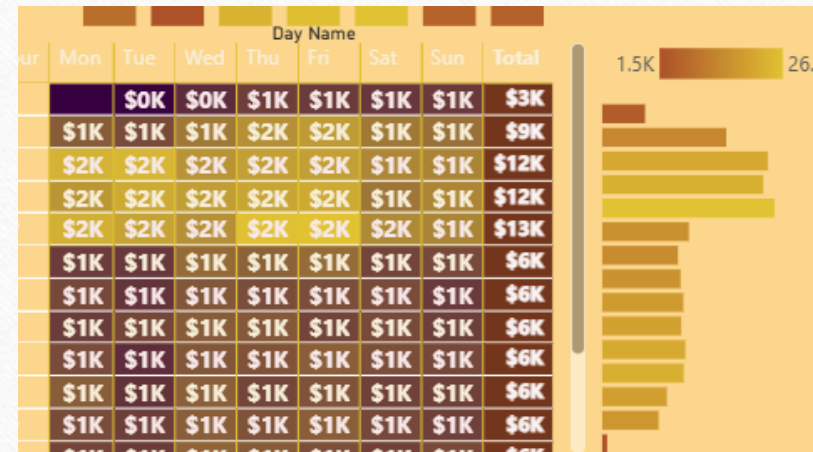 Day Name
ur Mon Tue Wed Thu Fri Sat Sun Total
1.5K 26.
$0K $0K $1K $1K $1K $1K $3K
$1K $1K $1K $2K $2K $1K $1K $9K
$2K $2K $2K $2K $2K $1K $1K $12K
$2K $2K $2K $2K $2K $1K $1K $12K
$2K $2K $2K $2K $2K $2K $1K $13K
$1K $1K $1K $1K $1K $1K $1K $6K
$1K $1K $1K $1K $1K $1K $1K $6K
$1K $1K $1K $1K $1K $1K $1K $6K
$1K $1K $1K $1K $1K $1K $1K $6K
$1K $1K $1K $1K $1K $1K $1K $6K
$1K $1K $1K $1K $1K $1K $1K $6K